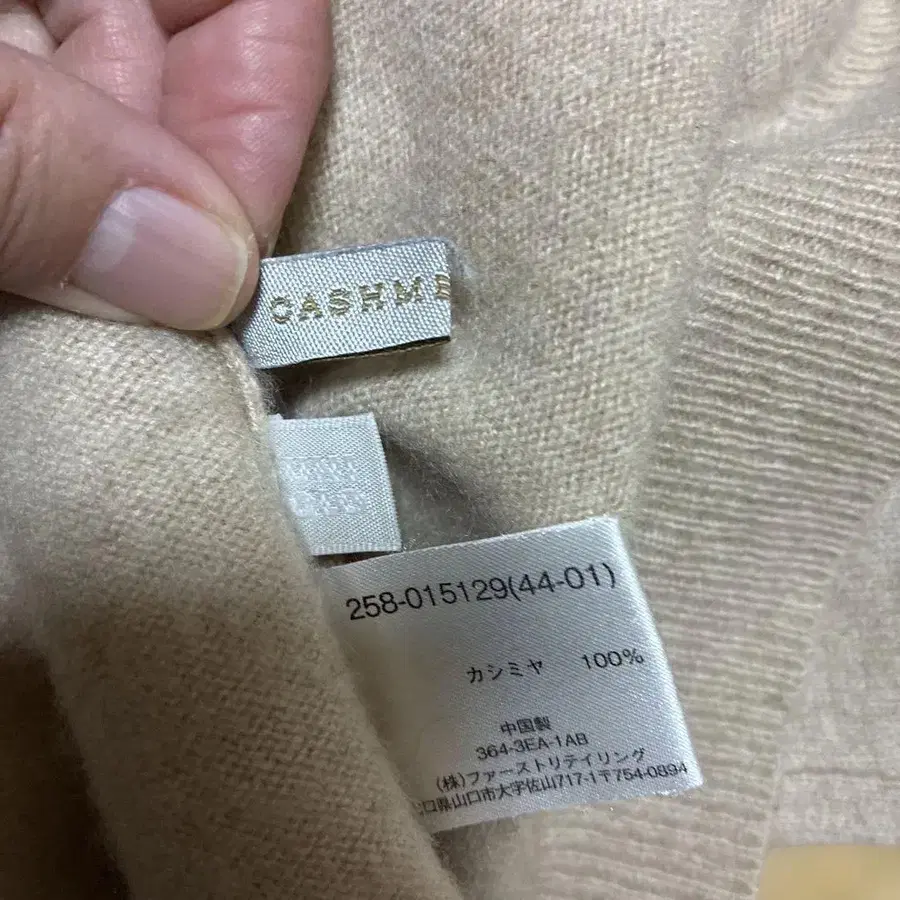 CASHME
258-015129(44-01)
カシミヤ 100%
中国製
364-3EA-1AB
(株)ファーストリテイリング
口県山口市大字佐山717-1〒754-0894